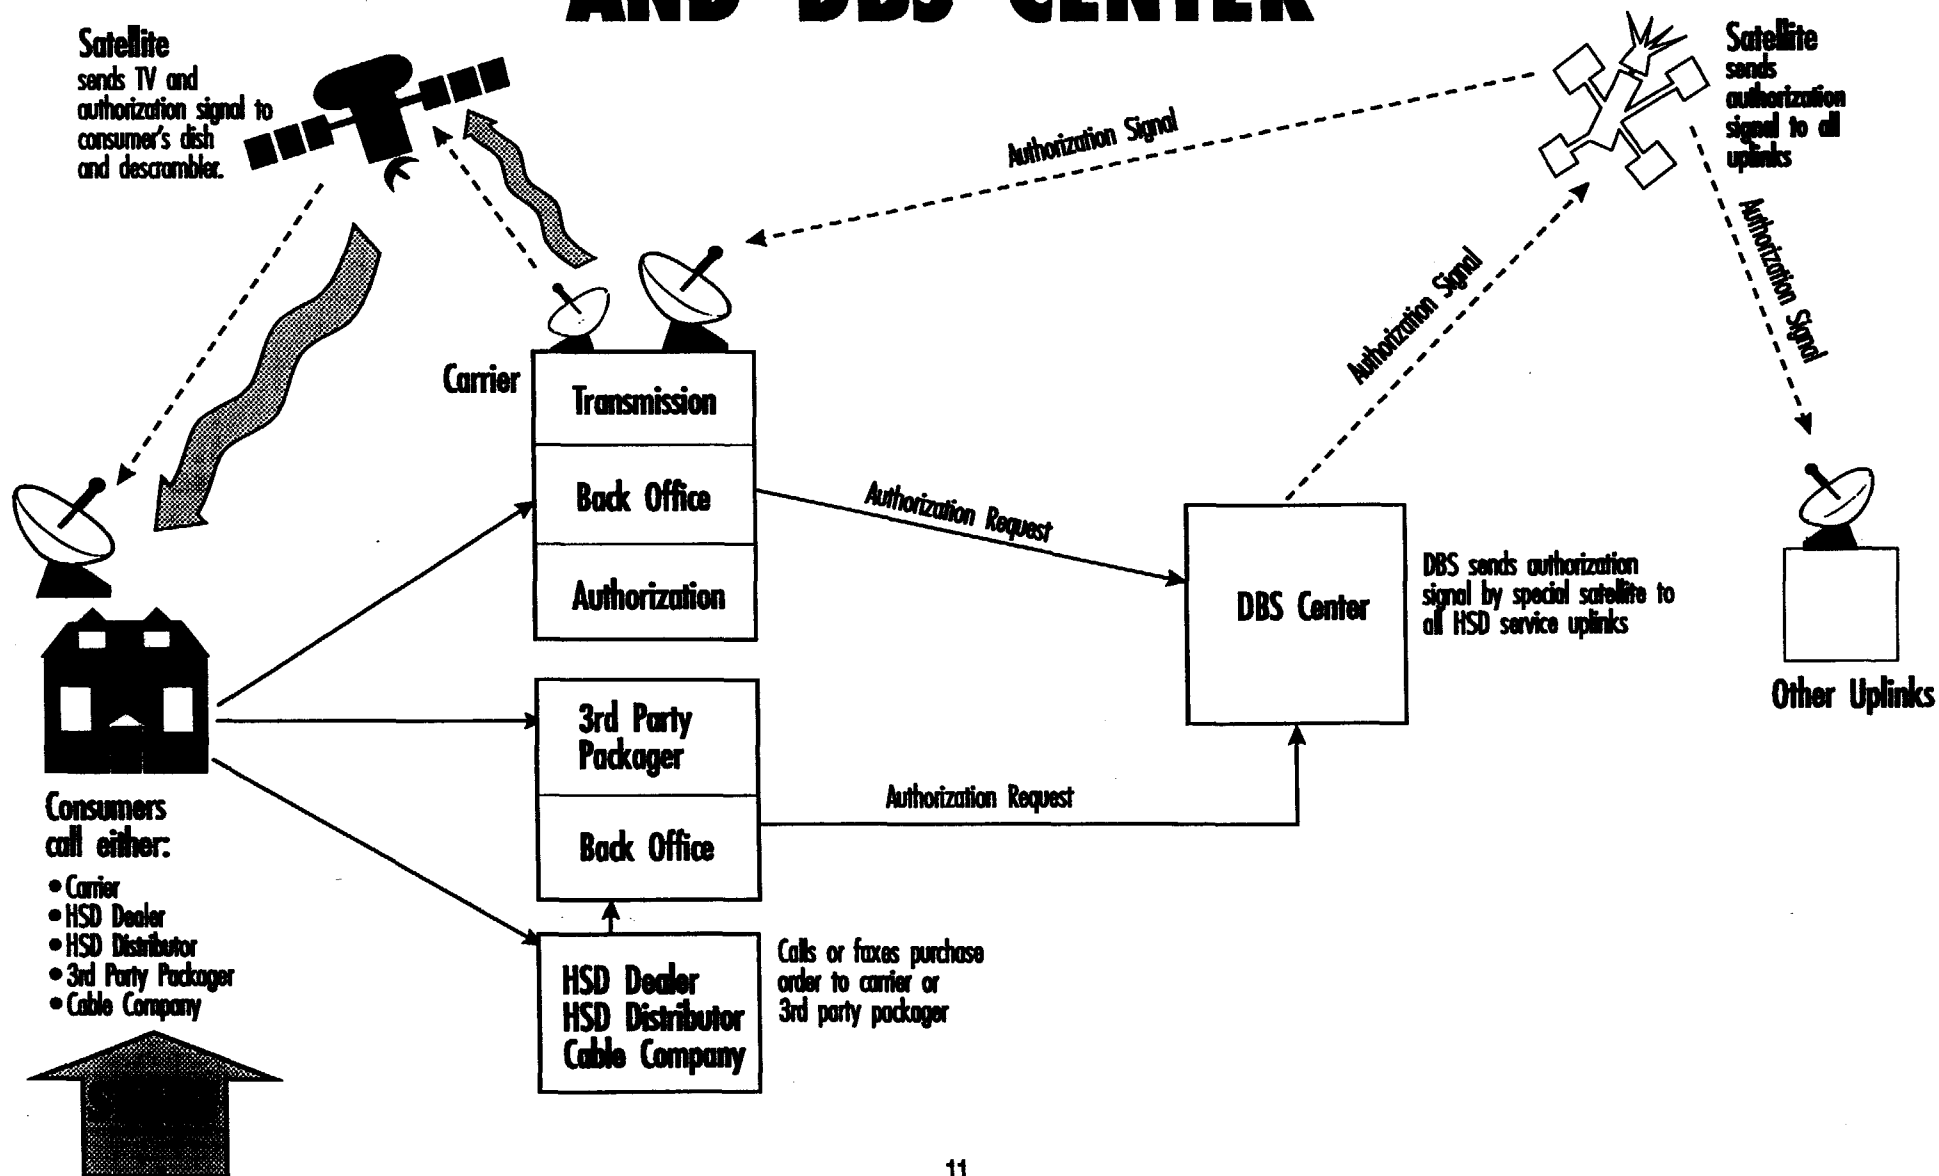 AND DBS CENTER
Satellite
sends TV and
authorization signal to
consumer's dish
and descrambler.
Satellite
sends
authorization
signal to all
uplinks
Authorization Signal
Authorization Signal
Authorization Signal
Carrier
Transmission
Back Office
Authorization
Authorization Request
DBS Center
DBS sends authorization
signal by special satellite to
all HSD service uplinks
Other Uplinks
3rd Party
Packager
Back Office
Authorization Request
Consumers
call either:
• Carrier
• HSD Dealer
• HSD Distributor
• 3rd Party Packager
• Cable Company
HSD Dealer
HSD Distributor
Cable Company
Calls or faxes purchase
order to carrier or
3rd party packager
11